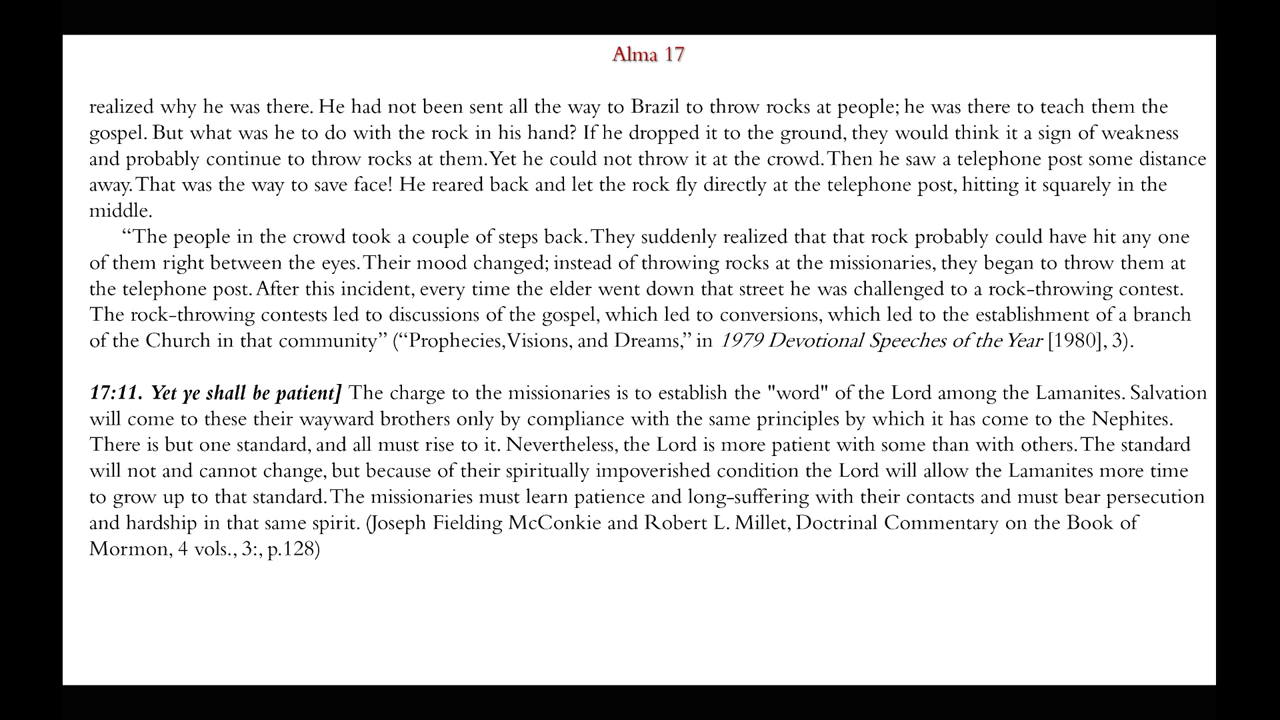 Alma 17
realized why he was there. He had not been sent all the way to Brazil to throw rocks at people; he was there to teach them the
gospel. But what was he to do with the rock in his hand? If he dropped it to the ground, they would think it a sign of weakness
and probably continue to throw rocks at them. Yet he could not throw it at the crowd. Then he saw a telephone post some distance
away. That was the way to save face! He reared back and let the rock fly directly at the telephone post, hitting it squarely in the
middle.
“The people in the crowd took a couple of steps back. They suddenly realized that that rock probably could have hit any one
of them right between the eyes. Their mood changed; instead of throwing rocks at the missionaries, they began to throw them at
the telephone post. After this incident, every time the elder went down that street he was challenged to a rock-throwing contest.
The rock-throwing contests led to discussions of the gospel, which led to conversions, which led to the establishment of a branch
of the Church in that community” (“Prophecies, Visions, and Dreams,” in 1979 Devotional Speeches of the Year [1980], 3).
17:11. Yet ye shall be patient] The charge to the missionaries is to establish the "word" of the Lord among the Lamanites. Salvation
will come to these their wayward brothers only by compliance with the same principles by which it has come to the Nephites.
There is but one standard, and all must rise to it. Nevertheless, the Lord is more patient with some than with others. The standard
will not and cannot change, but because of their spiritually impoverished condition the Lord will allow the Lamanites more time
to grow up to that standard. The missionaries must learn patience and long-suffering with their contacts and must bear persecution
and hardship in that same spirit. (Joseph Fielding McConkie and Robert L. Millet, Doctrinal Commentary on the Book of
Mormon, 4 vols., 3:, p.128)